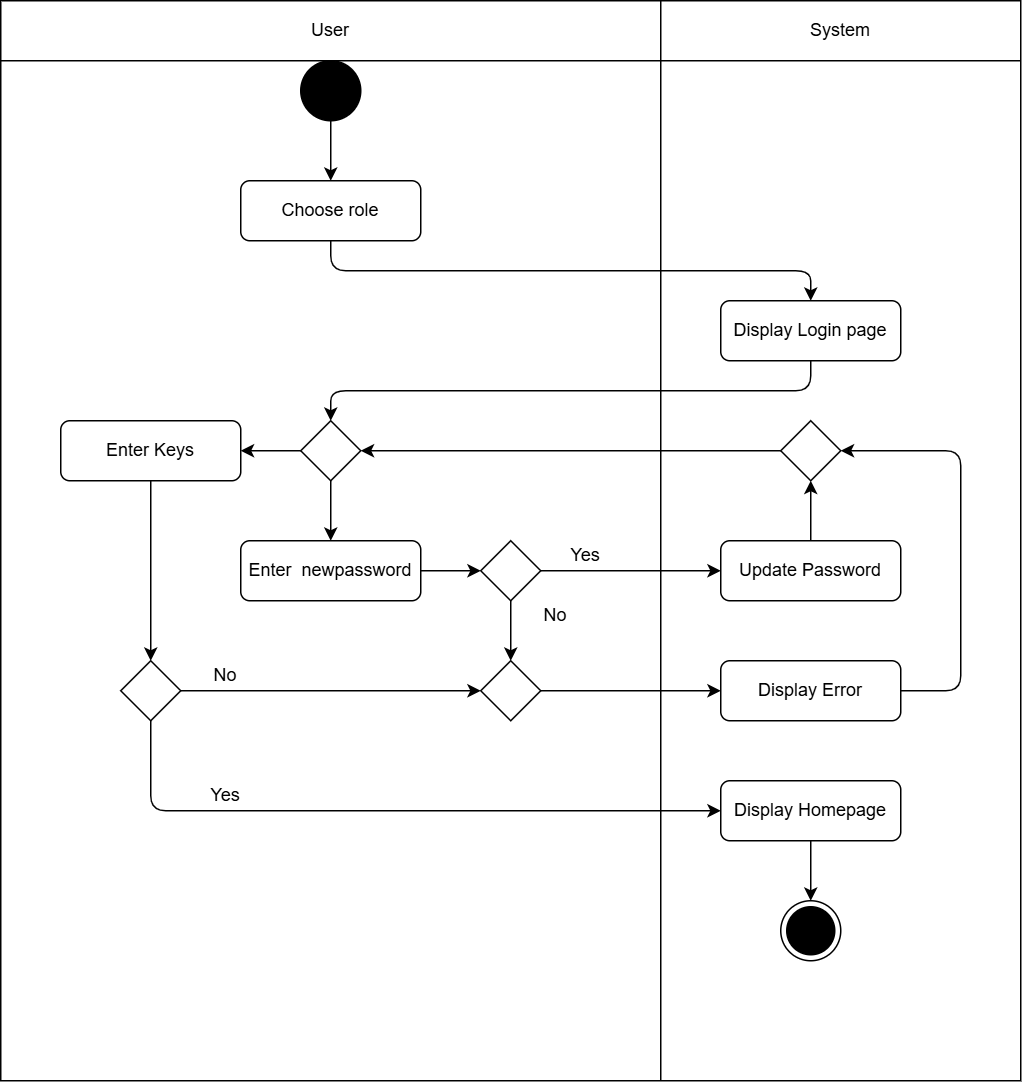 User
System
Choose role
Display Login page
Enter Keys
Enter  newpassword
Yes
Update Password
No
No
Display Error
Yes
Display Homepage